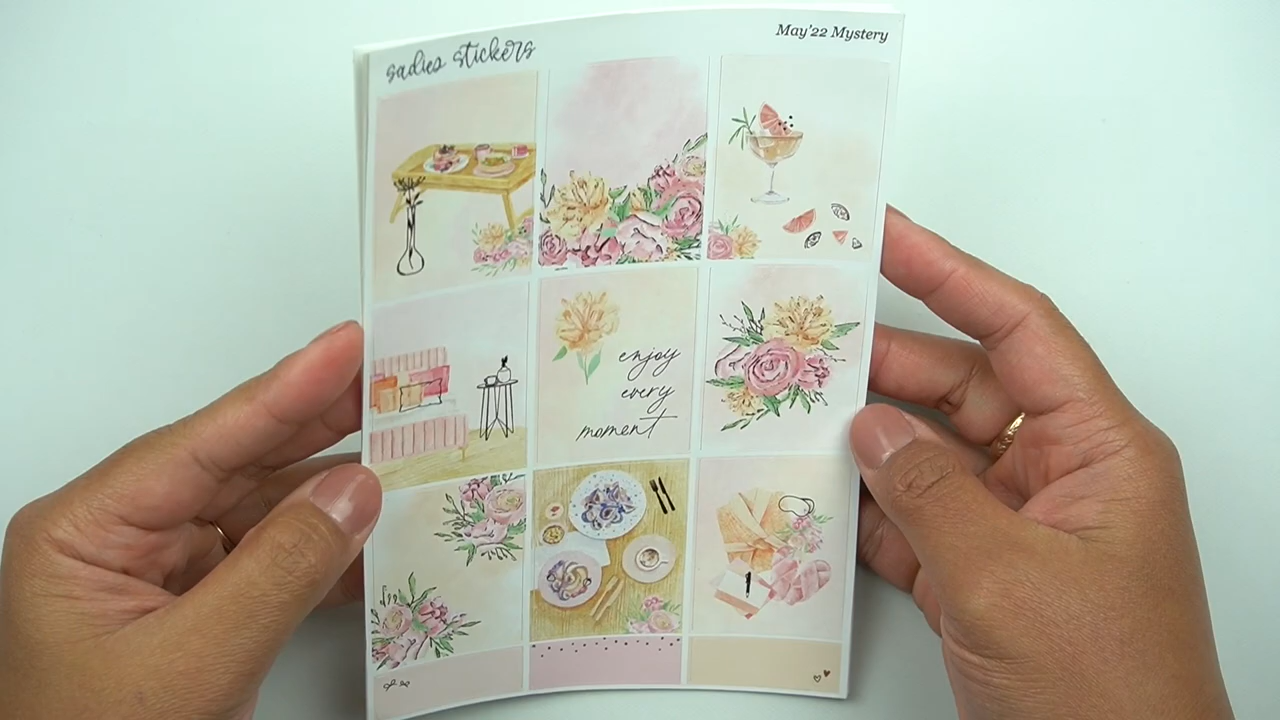 sadies stickers
May'22 Mystery
enjoy
every
moment